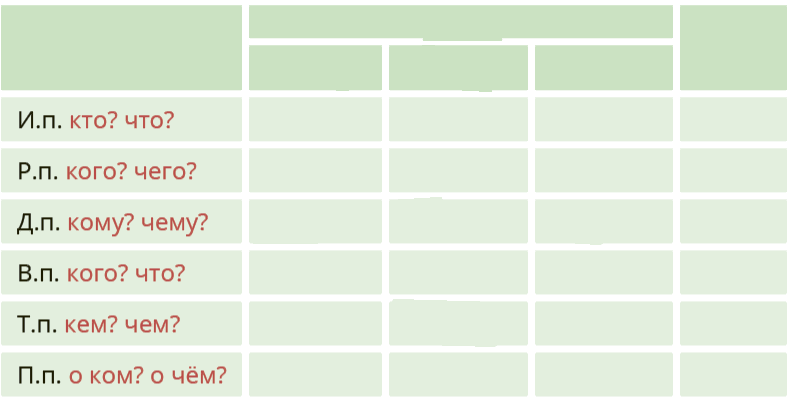 И.п. кто? что?
Р.п. кого? чего?
Д.п. кому? чему?
В.п. кого? что?
Т.п. кем? чем?
П.п. о ком? о чём?